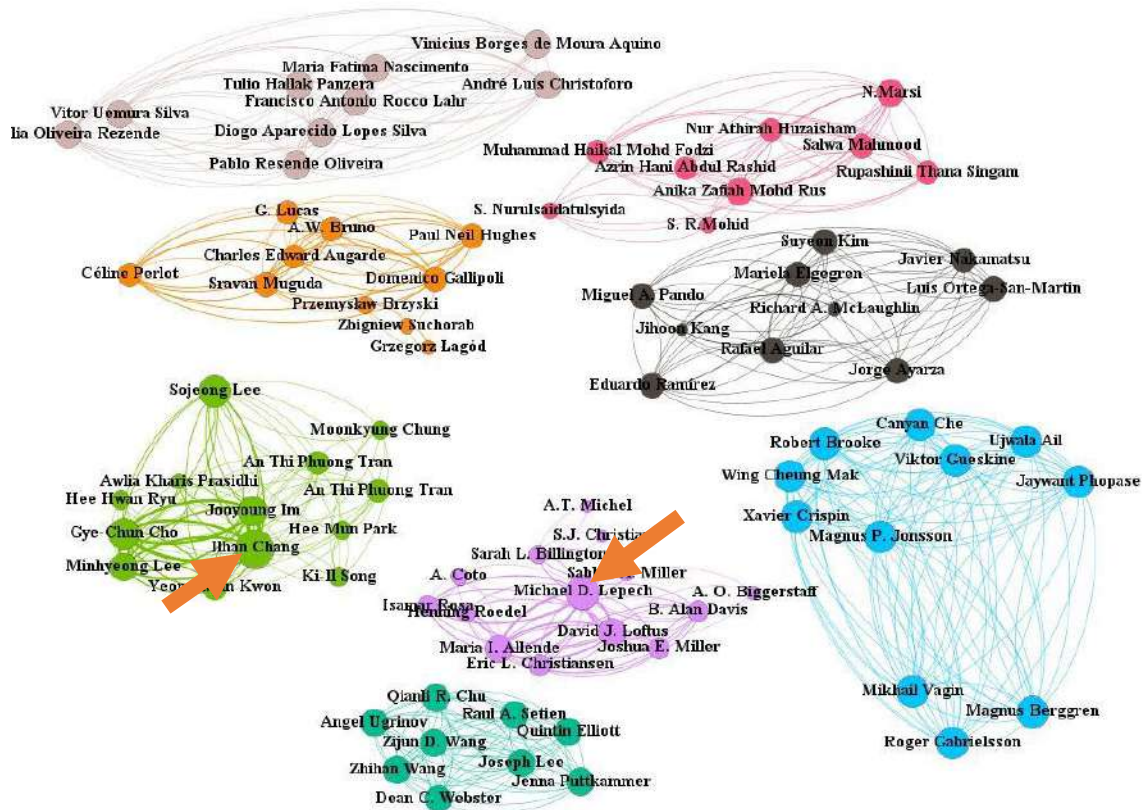 Vinicius Borges de Moura Aquino
Maria Fatima Nascimento
Tulio Hallak Panzera
André Luis Christoforo
Francisco Antonio Rocco Lahr
Vitor Uemura Silva
lia Oliveira Rezende
Diogo Aparecido Lopes Silva
Pablo Resende Oliveira
N.Marsi
Nur Athirah Huzaisham
Muhammad Haikal Mohd Fodzi
Salwa Mahmood
Azrin Hani Abdul Rashid
Rupashinii Thana Singam
Anika Zafiah Mohd Rus
S. Nurulsaidatulsyida
S. R.Mohid
G. Lucas
A.W. Bruno
Paul Neil Hughes
Charles Edward Augarde
Céline Perlot
Domenico Gallipoli
Sravan Muguda
Przemysław Brzyski
Zbigniew Suchorab
Grzegorz Łagód
Suyeon Kim
Javier Nakamatsu
Mariela Elgegren
Luis Ortega-San-Martin
Miguel A. Pando
Richard A. McLaughlin
Jihoon Kang
Rafael Aguilar
Jorge Ayarza
Eduardo Ramírez
Sojeong Lee
Moonkyung Chung
An Thi Phuong Tran
Awlia Kharis Prasidhi
An Thi Phuong Tran
Hee Hwan Ryu
Jooyoung Im
Gye-Chun Cho
Hee Mun Park
Ilhan Chang
Minhyeong Lee
Ki-Il Song
Kwon
A.T. Michel
S.J. Christia
Sarah L. Billington
Miller
A. Coto
Michael D. Lepech
A. O. Biggerstaff
Isamar Rosa
Henning Roedel
B. Alan Davis
David J. Loftus
Maria I. Allende
Joshua E. Miller
Eric L. Christiansen
Canyan Che
Robert Brooke
Ujwala Ail
Viktor Gueskine
Wing Cheung Mak
Jaywant Phopase
Xavier Crispin
Magnus P. Jonsson
Mikhail Vagin
Magnus Berggren
Roger Gabrielsson
Qianli R. Chu
Raul A. Setien
Angel Ugrinov
Quintin Elliott
Zijun D. Wang
Joseph Lee
Zhihan Wang
Jenna Puttkammer
Dean C. Webster